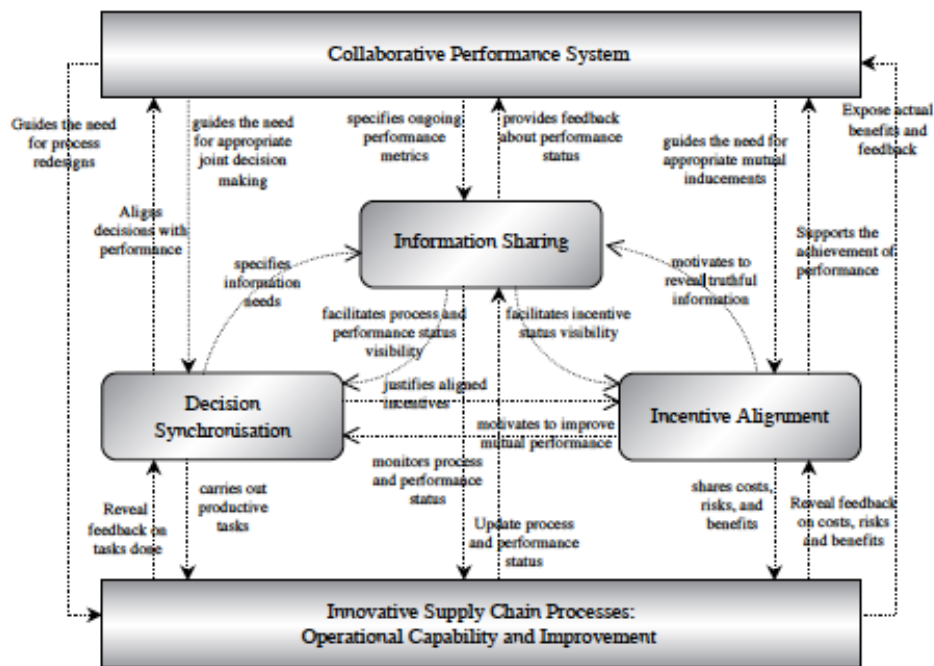 Collaborative Performance System
Guides the need
for process
redesigns
guides the need
for appropriate
joint decision
making
specifies ongoing
performance
metrics
provides feedback
about performance
status
guides the need for
appropriate mutual
inducements
Expose actual
benefits and
feedback
Aligns
decisions with
performance
Information Sharing
Supports the
achievement of
performance
specifies
information
needs
motivates to
reveal truthful
information
facilitates process and
performance status
visibility
facilitates incentive
status visibility
Decision
Synchronisation
justifies aligned
incentives
Incentive Alignment
motivates to improve
mutual performance
monitors process
and performance
status
Reveal
feedback on
tasks done
carries out
productive
tasks
Update process
and performance
status
shares costs,
risks, and
benefits
Reveal feedback
on costs, risks
and benefits
Innovative Supply Chain Processes:
Operational Capability and Improvement